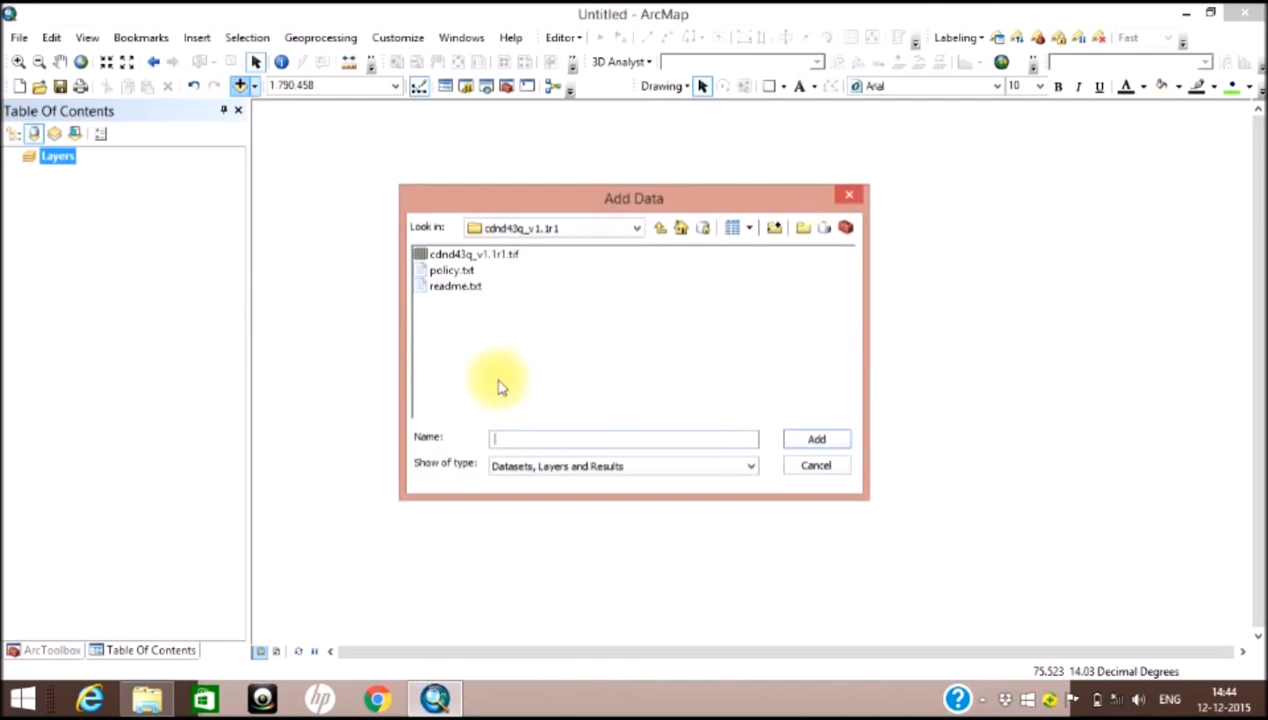 Untitled - ArcMap
File Edit View Bookmarks Insert Selection Geoprocessing Customize Windows Help Editor Labeling Fast
3D Analyst
1.790.458 Drawing A Arial 10 B I U A
Table Of Contents
Layers
Add Data
Look in: cdnd43q_v1.1r1
cdnd43q_v1.1r1.tif
policy.txt
readme.txt
Name: Add
Show of type: Datasets, Layers and Results Cancel
ArcToolbox Table Of Contents
75.523 14.03 Decimal Degrees
hp ENG 14:44
12-12-2015